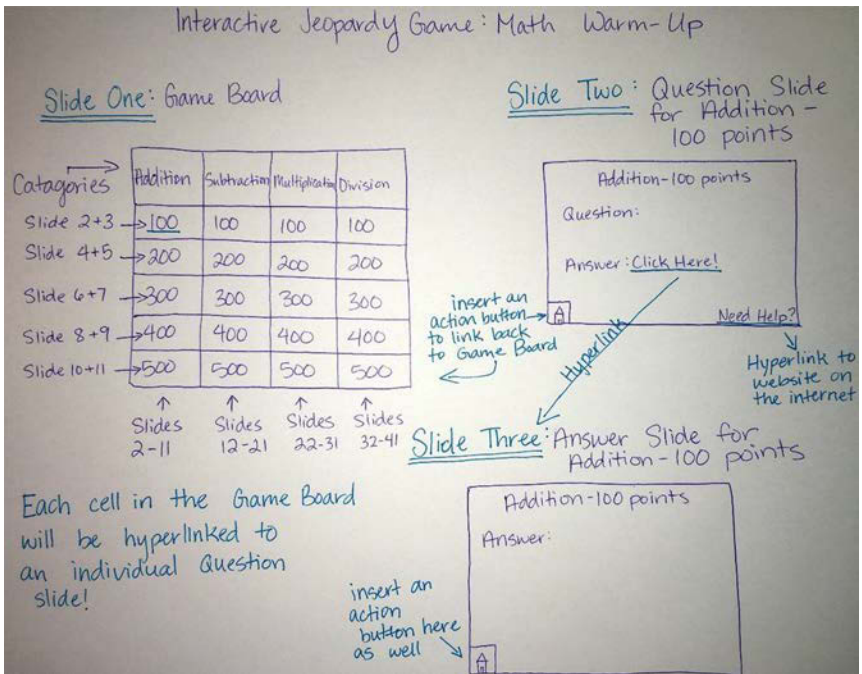 Interactive Jeopardy Game: Math Warm-Up
Slide One: Game Board
Catagories
Addition Subtraction Multiplication Division
Slide 2+3 100 100 100 100
Slide 4+5 200 200 200 200
Slide 6+7 300 300 300 300
Slide 8+9 400 400 400 400
Slide 10+11 500 500 500 500
Slides Slides Slides Slides
2-11 12-21 22-31 32-41
Each cell in the Game Board
will be hyperlinked to
an individual Question
slide!
Slide Two: Question Slide
for Addition -
100 points
Addition-100 points
Question:
Answer: Click Here!
Need Help?
insert an
action button
to link back
to Game Board
Hyperlink
Hyperlink to
website on
the internet
Slide Three: Answer Slide for
Addition-100 points
Addition-100 points
Answer:
insert an
action
button here
as well